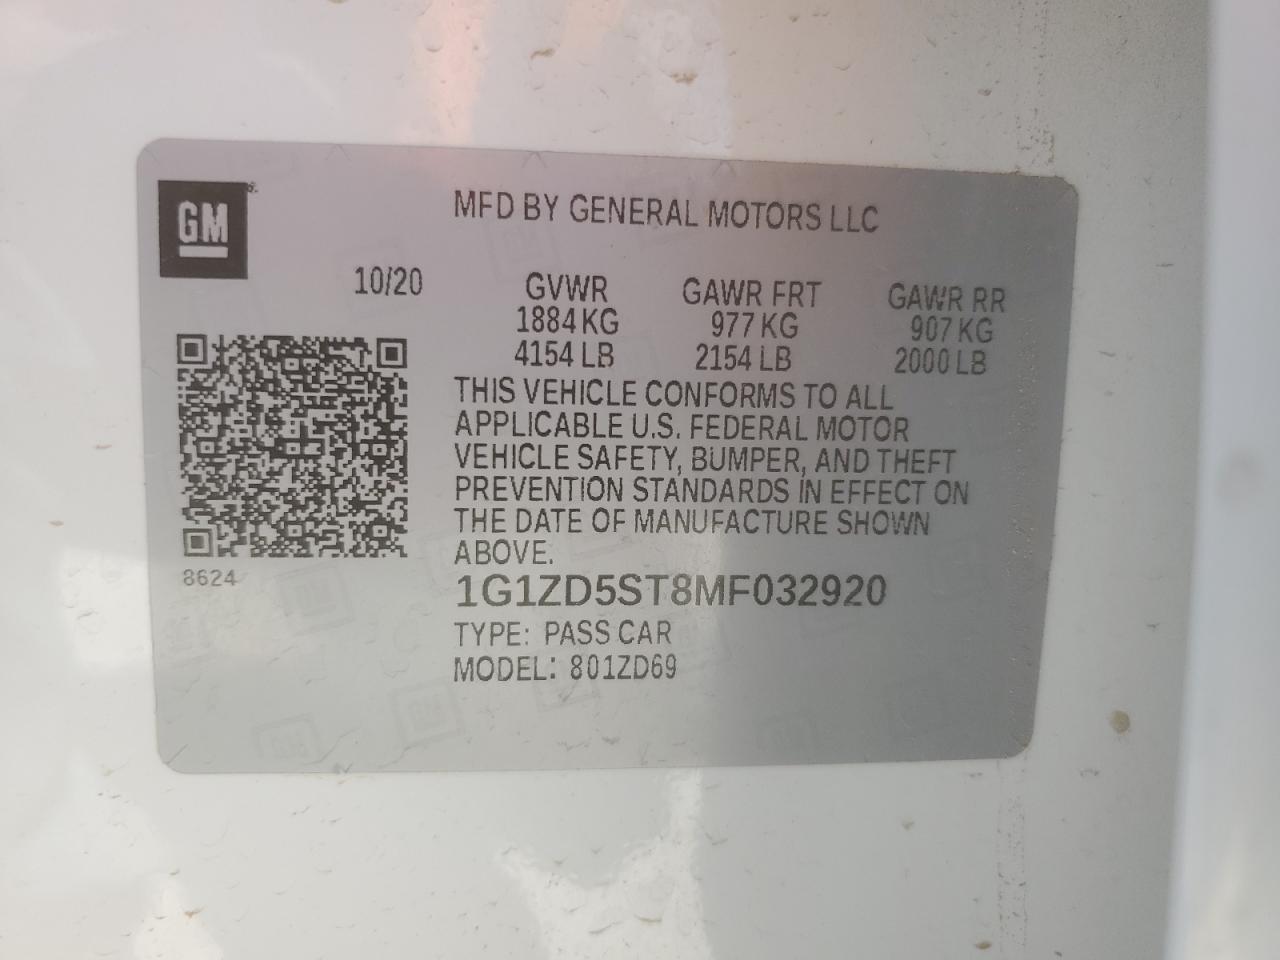 GM
MFD BY GENERAL MOTORS LLC
10/20
GVWR GAWR FRT GAWR RR
1884 KG 977 KG 907 KG
4154 LB 2154 LB 2000 LB
THIS VEHICLE CONFORMS TO ALL
APPLICABLE U.S. FEDERAL MOTOR
VEHICLE SAFETY, BUMPER, AND THEFT
PREVENTION STANDARDS IN EFFECT ON
THE DATE OF MANUFACTURE SHOWN
ABOVE.
8624
1G1ZD5ST8MF032920
TYPE: PASS CAR
MODEL: 801ZD69